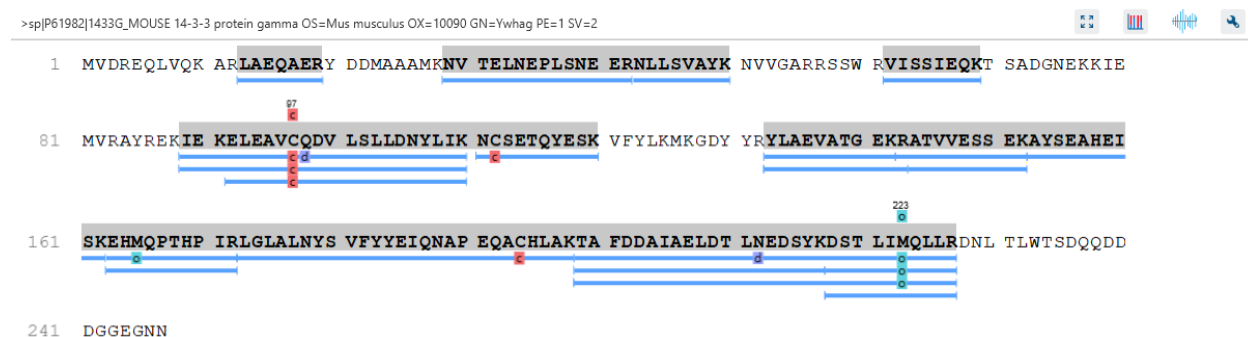 >sp|P61982|1433G_MOUSE 14-3-3 protein gamma OS=Mus musculus OX=10090 GN=Ywhag PE=1 SV=2
1 MVDREQLVQK ARLAEQAERY DDMAAAMKNV TELNEPLSNE ERNLLSVAYK NVVGARRSSW RVISSIEQKT SADGNEKKIE
97
c
81 MVRAYREKIE KELEAVCQDV LSLLDNYLIK NCSETQYESK VFYLKMKGDY YRYLAEVATG EKRATVVESS EKAYSEAHEI
c d c
c
c
223
o
161 SKEHMQPTHP IRLGLALNYS VFYYEIQNAP EQACHLAKTA FDDAIAELDT LNEDSYKDST LIMQLLRDNL TLWTSDQQDD
o c d o
o
o
241 DGGEGNN